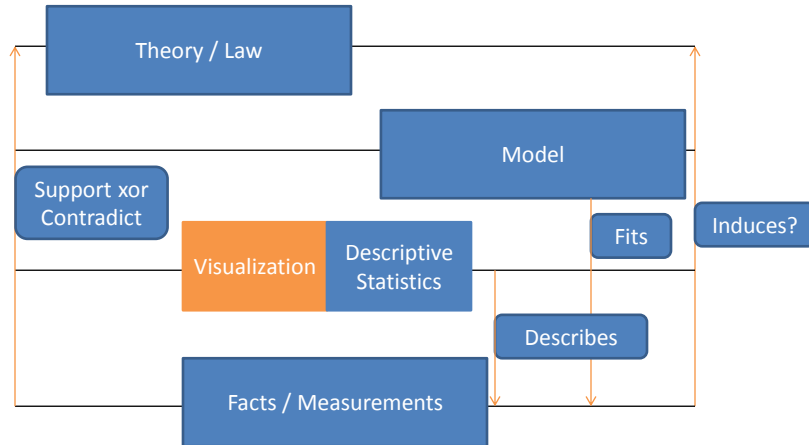 Theory / Law
Model
Support xor
Contradict
Induces?
Fits
Visualization
Descriptive
Statistics
Describes
Facts / Measurements